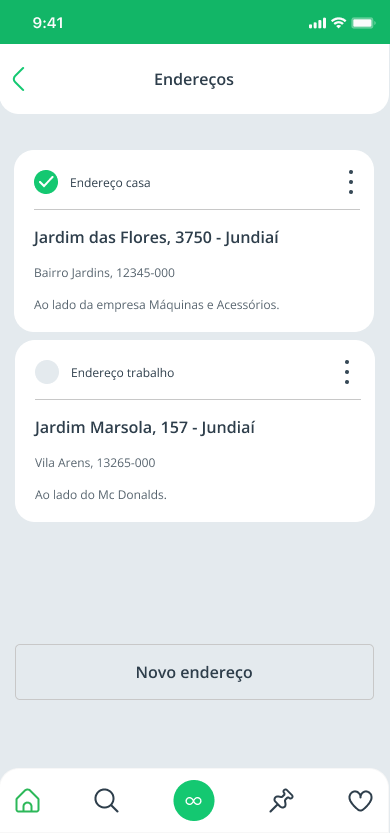 9:41
Endereços
Endereço casa
Jardim das Flores, 3750 - Jundiaí
Bairro Jardins, 12345-000
Ao lado da empresa Máquinas e Acessórios.
Endereço trabalho
Jardim Marsola, 157 - Jundiaí
Vila Arens, 13265-000
Ao lado do Mc Donalds.
Novo endereço